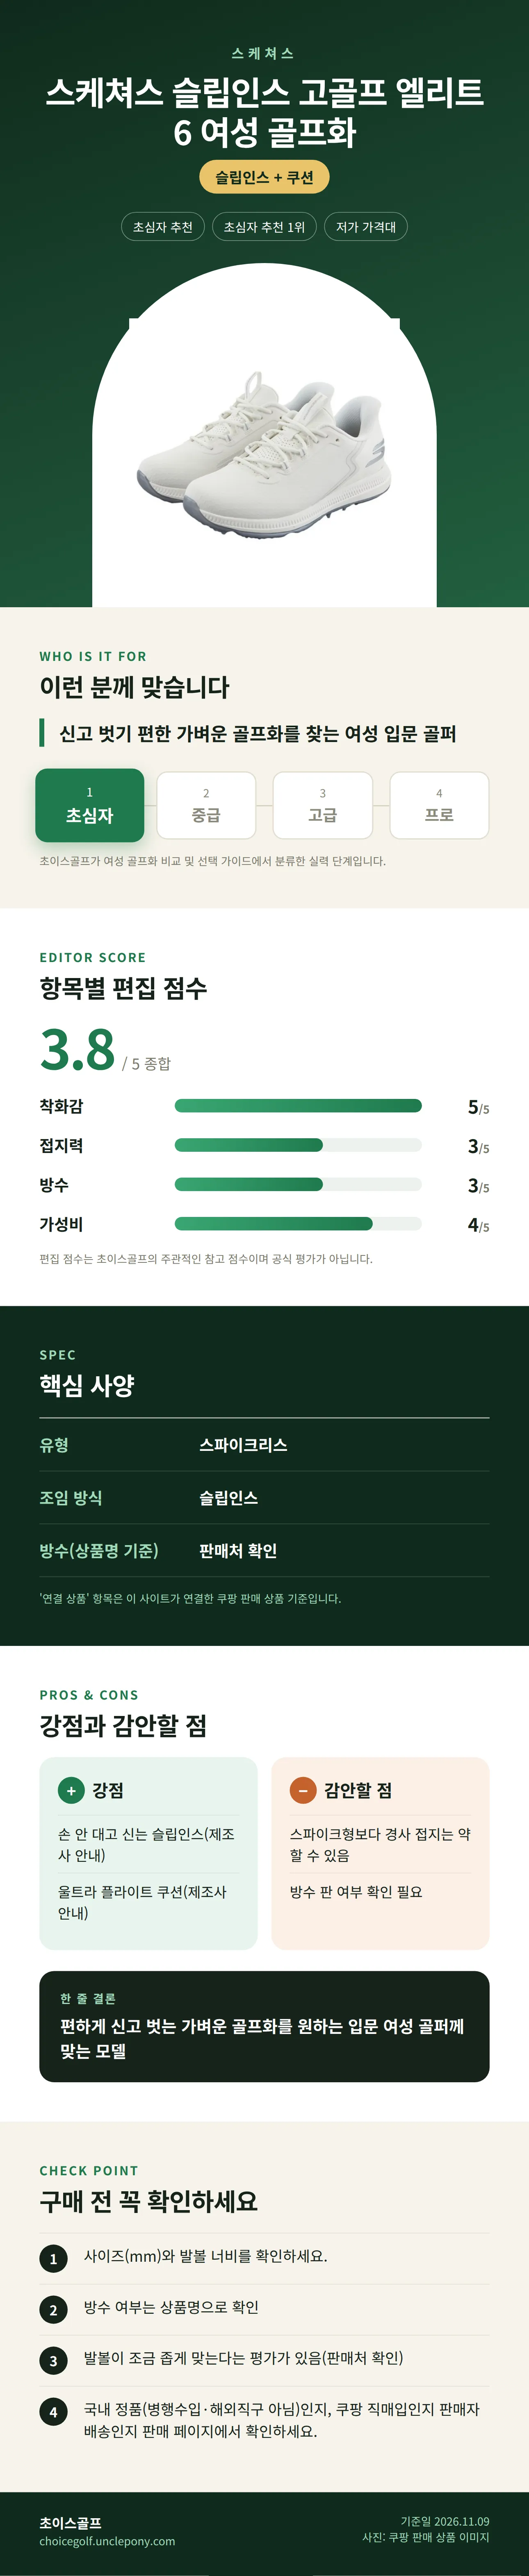 스케쳐스
스케쳐스 슬립인스 고골프 엘리트
6 여성 골프화
슬립인스 + 쿠션
초심자 추천
초심자 추천 1위
저가 가격대
WHO IS IT FOR
이런 분께 맞습니다
신고 벗기 편한 가벼운 골프화를 찾는 여성 입문 골퍼
1
초심자
2
중급
3
고급
4
프로
초이스골프가 여성 골프화 비교 및 선택 가이드에서 분류한 실력 단계입니다.
EDITOR SCORE
항목별 편집 점수
3.8 / 5 종합
착화감 5/5
접지력 3/5
방수 3/5
가성비 4/5
편집 점수는 초이스골프의 주관적인 참고 점수이며 공식 평가가 아닙니다.
SPEC
핵심 사양
유형 스파이크리스
조임 방식 슬립인스
방수(상품명 기준) 판매처 확인
'연결 상품' 항목은 이 사이트가 연결한 쿠팡 판매 상품 기준입니다.
PROS & CONS
강점과 감안할 점
+ 강점
손 안 대고 신는 슬립인스(제조
사 안내)
울트라 플라이트 쿠션(제조사
안내)
− 감안할 점
스파이크형보다 경사 접지는 약
할 수 있음
방수 판 여부 확인 필요
한 줄 결론
편하게 신고 벗는 가벼운 골프화를 원하는 입문 여성 골퍼께
맞는 모델
CHECK POINT
구매 전 꼭 확인하세요
1 사이즈(mm)와 발볼 너비를 확인하세요.
2 방수 여부는 상품명으로 확인
3 발볼이 조금 좁게 맞는다는 평가가 있음(판매처 확인)
4 국내 정품(병행수입·해외직구 아님)인지, 쿠팡 직매입인지 판매자
배송인지 판매 페이지에서 확인하세요.
초이스골프
choicegolf.unclepony.com
기준일 2026.11.09
사진: 쿠팡 판매 상품 이미지